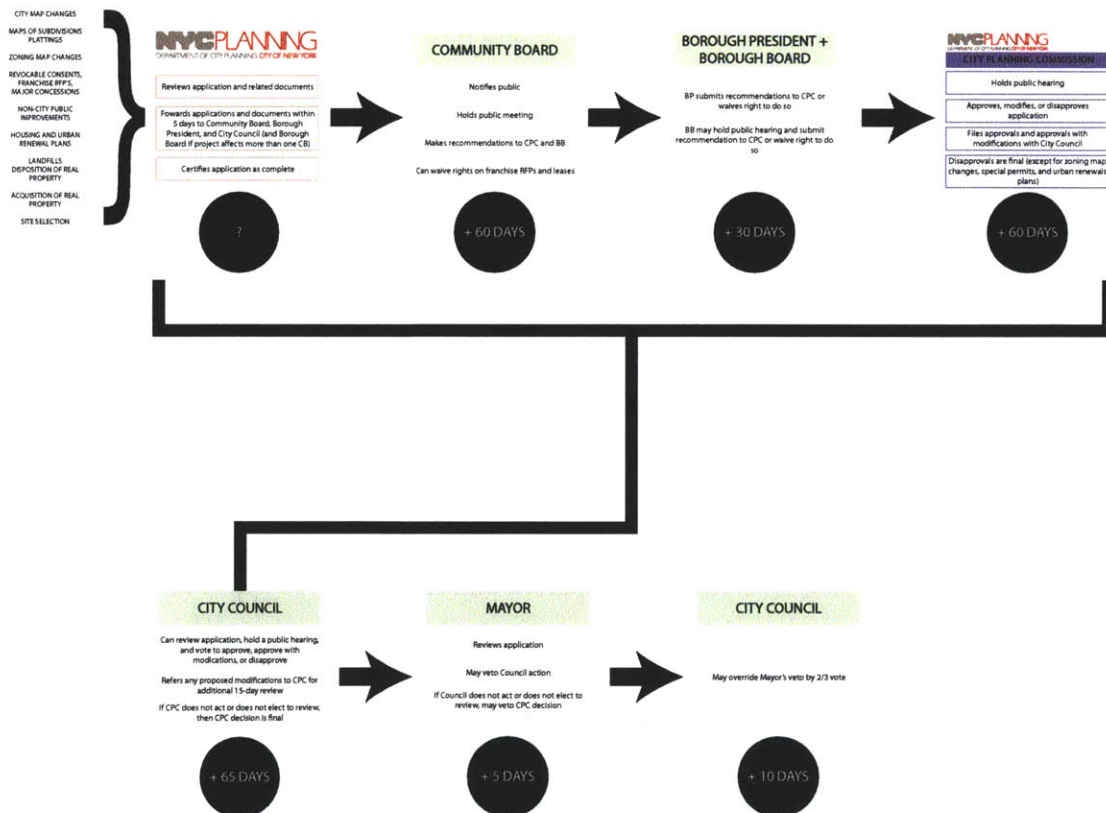 CITY MAP CHANGES
MAPS OF SUBDIVISIONS
PLATTINGS
ZONING MAP CHANGES
REVOCABLE CONSENTS,
FRANCHISE RFP'S,
MAJOR CONCESSIONS
NON-CITY PUBLIC
IMPROVEMENTS
HOUSING AND URBAN
RENEWAL PLANS
LANDFILLS
DISPOSITION OF REAL
PROPERTY
ACQUISITION OF REAL
PROPERTY
SITE SELECTION
NYCPLANNING
DEPARTMENT OF CITY PLANNING CITY OF NEW YORK
Reviews application and related documents
Fowards applications and documents within
5 days to Community Board, Borough
President, and City Council (and Borough
Board if project affects more than one CB)
Certifies application as complete
?
COMMUNITY BOARD
Notifies public
Holds public meeting
Makes recommendations to CPC and BB
Can waive rights on franchise RFPs and leases
+ 60 DAYS
BOROUGH PRESIDENT +
BOROUGH BOARD
BP submits recommendations to CPC or
waives right to do so
BB may hold public hearing and submit
recommendation to CPC or waive right to do
so
+ 30 DAYS
NYCPLANNING
DEPARTMENT OF CITY PLANNING CITY OF NEW YORK
CITY PLANNING COMMISSION
Holds public hearing
Approves, modifies, or disapproves
application
Files approvals and approvals with
modifications with City Council
Disapprovals are final (except for zoning map
changes, special permits, and urban renewals
plans)
+ 60 DAYS
CITY COUNCIL
Can review application, hold a public hearing,
and vote to approve, approve with
modications, or disapprove
Refers any proposed modifications to CPC for
additional 15-day review
If CPC does not act or does not elect to review,
then CPC decision is final
+ 65 DAYS
MAYOR
Reviews application
May veto Council action
If Council does not act or does not elect to
review, may veto CPC decision
+ 5 DAYS
CITY COUNCIL
May override Mayor's veto by 2/3 vote
+ 10 DAYS